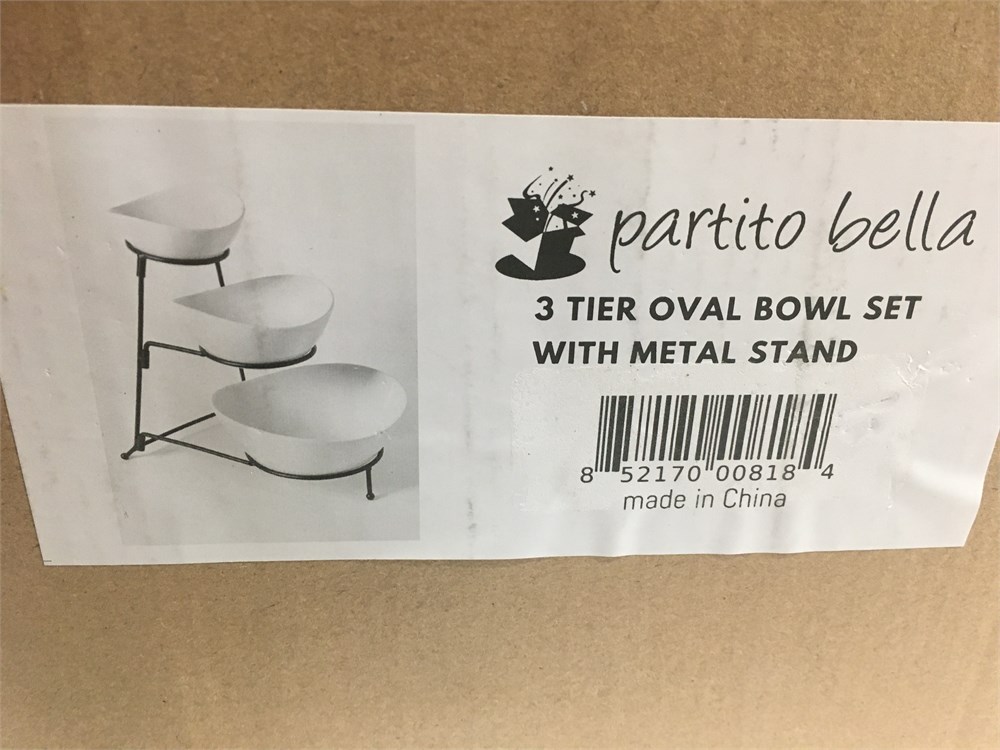 partito bella
3 TIER OVAL BOWL SET
WITH METAL STAND
8 52170 00818 4
made in China